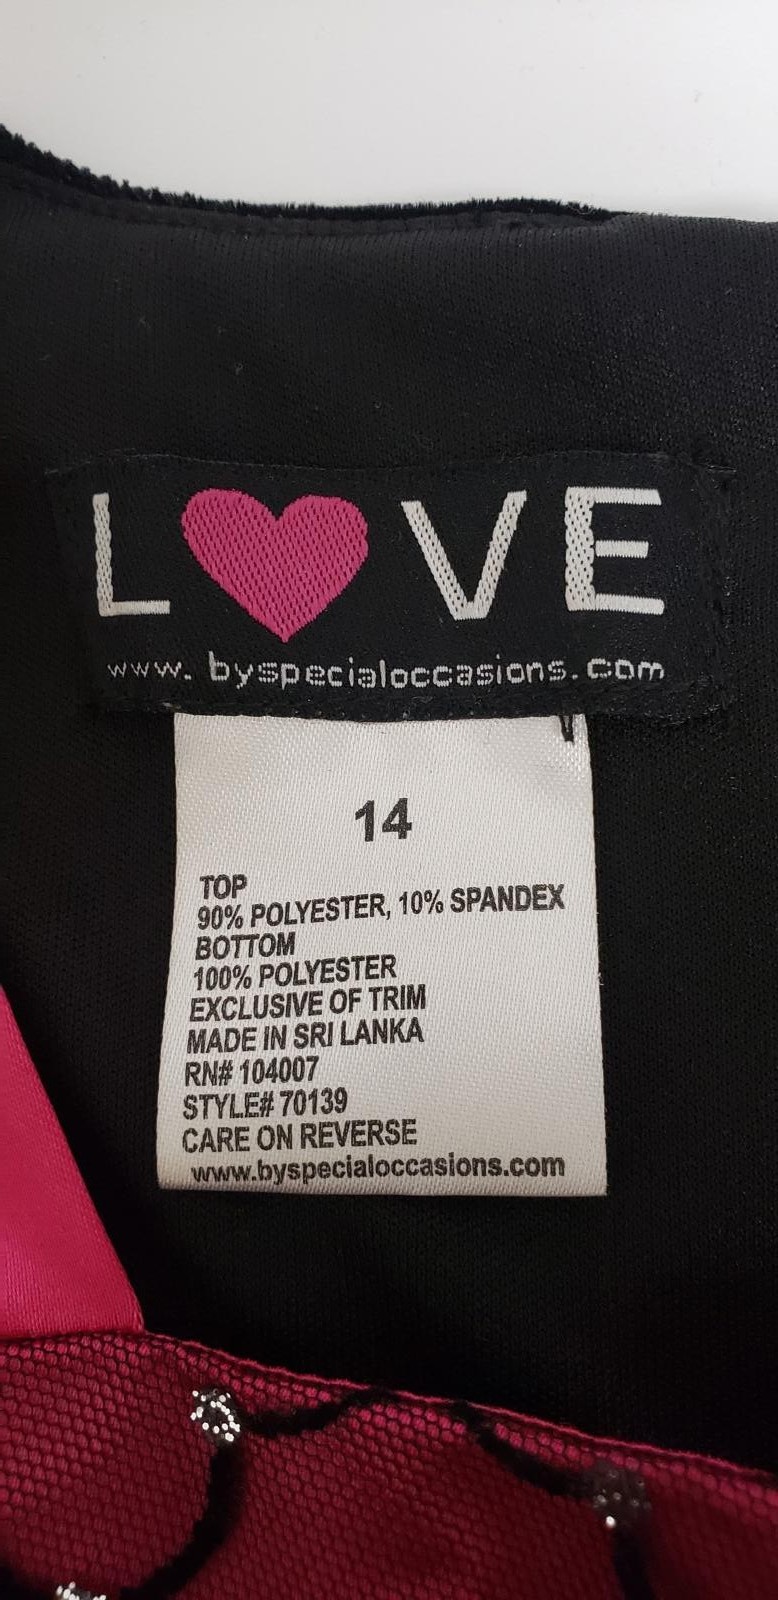 L♥VE
www.byspecialoccasions.com
14
TOP
90% POLYESTER, 10% SPANDEX
BOTTOM
100% POLYESTER
EXCLUSIVE OF TRIM
MADE IN SRI LANKA
RN# 104007
STYLE# 70139
CARE ON REVERSE
www.byspecialoccasions.com